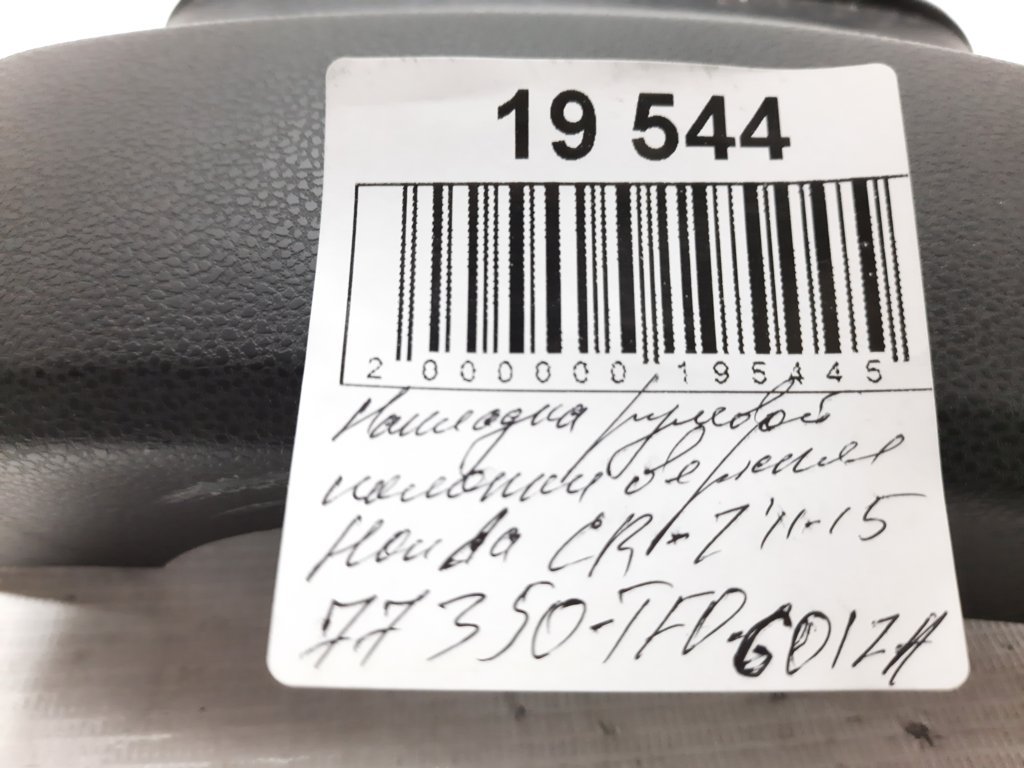 19 544
2 000000 195445
Накладка рулевой
колонки верхняя
Honda CR-Z'11-15
77350-TF0-G01ZA